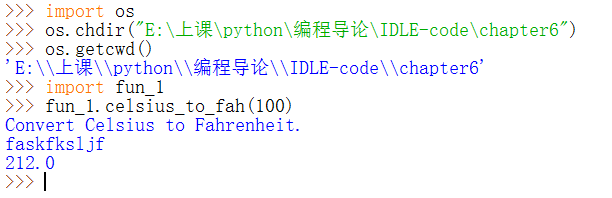 >>> import os
>>> os.chdir("E:\上课\python\编程导论\IDLE-code\chapter6")
>>> os.getcwd()
'E:\\上课\\python\\编程导论\\IDLE-code\\chapter6'
>>> import fun_1
>>> fun_1.celsius_to_fah(100)
Convert Celsius to Fahrenheit.
faskfksljf
212.0
>>>